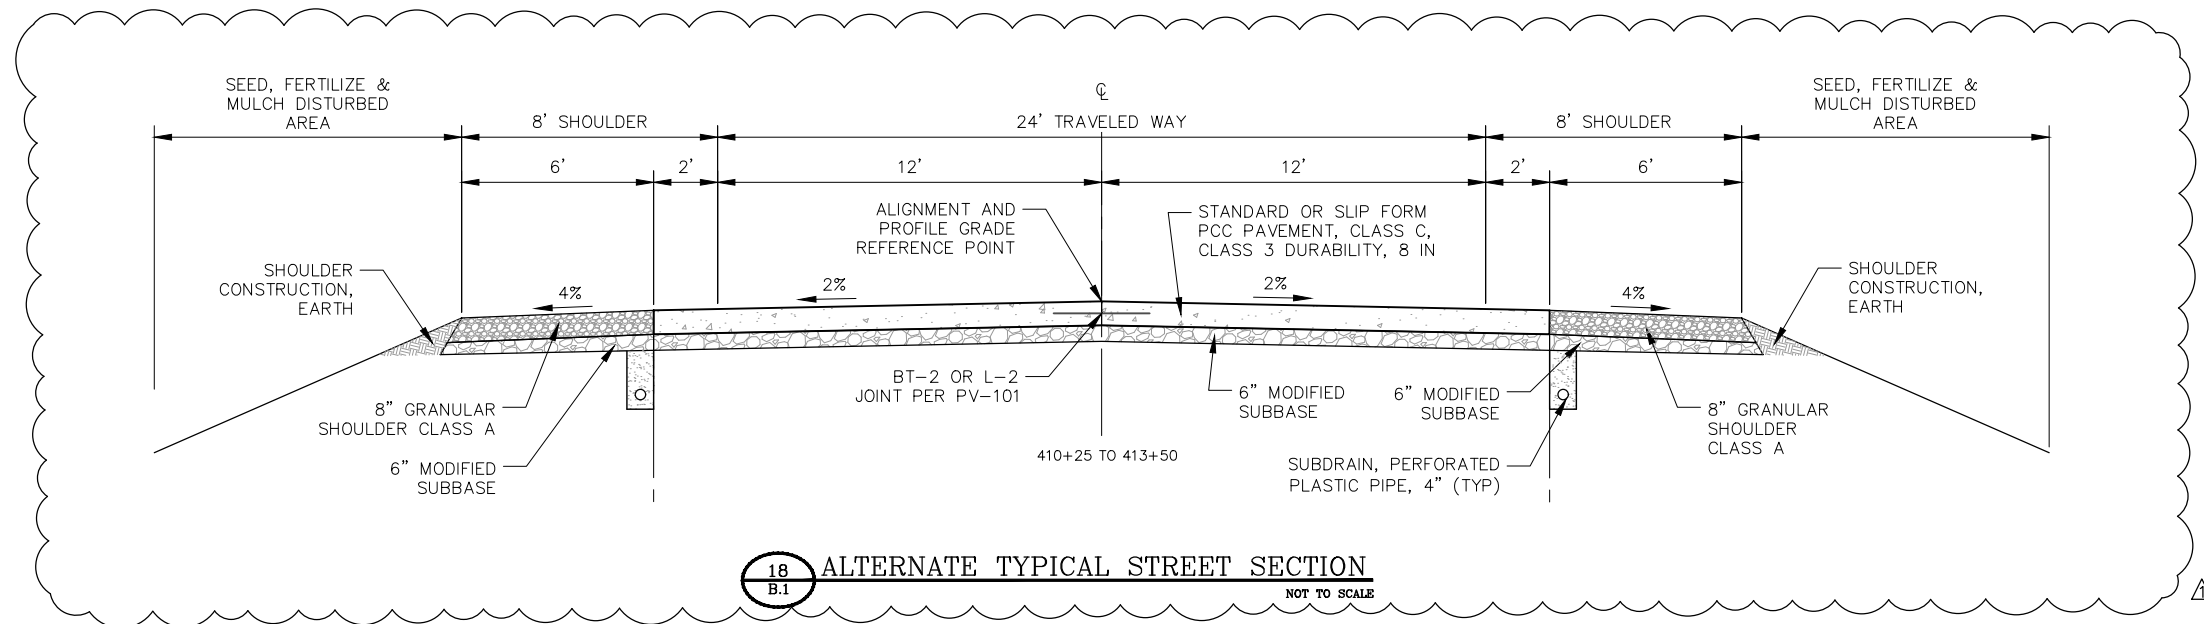 SEED, FERTILIZE &
MULCH DISTURBED
AREA
8' SHOULDER
℄
24' TRAVELED WAY
8' SHOULDER
SEED, FERTILIZE &
MULCH DISTURBED
AREA
6'
2'
12'
12'
2'
6'
ALIGNMENT AND
PROFILE GRADE
REFERENCE POINT
STANDARD OR SLIP FORM
PCC PAVEMENT, CLASS C,
CLASS 3 DURABILITY, 8 IN
SHOULDER
CONSTRUCTION,
EARTH
4%
2%
2%
4%
SHOULDER
CONSTRUCTION,
EARTH
8" GRANULAR
SHOULDER CLASS A
6" MODIFIED
SUBBASE
BT-2 OR L-2
JOINT PER PV-101
6" MODIFIED
SUBBASE
6" MODIFIED
SUBBASE
8" GRANULAR
SHOULDER
CLASS A
410+25 TO 413+50
SUBDRAIN, PERFORATED
PLASTIC PIPE, 4" (TYP)
18
B.1
ALTERNATE TYPICAL STREET SECTION
NOT TO SCALE